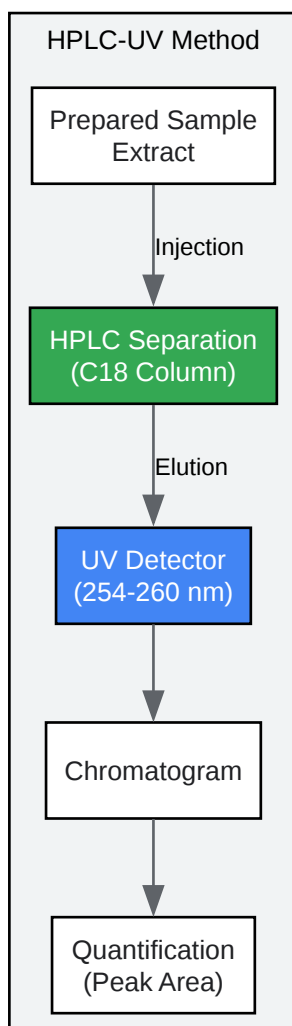 HPLC-UV Method
Prepared Sample
Extract
Injection
HPLC Separation
(C18 Column)
Elution
UV Detector
(254-260 nm)
Chromatogram
Quantification
(Peak Area)